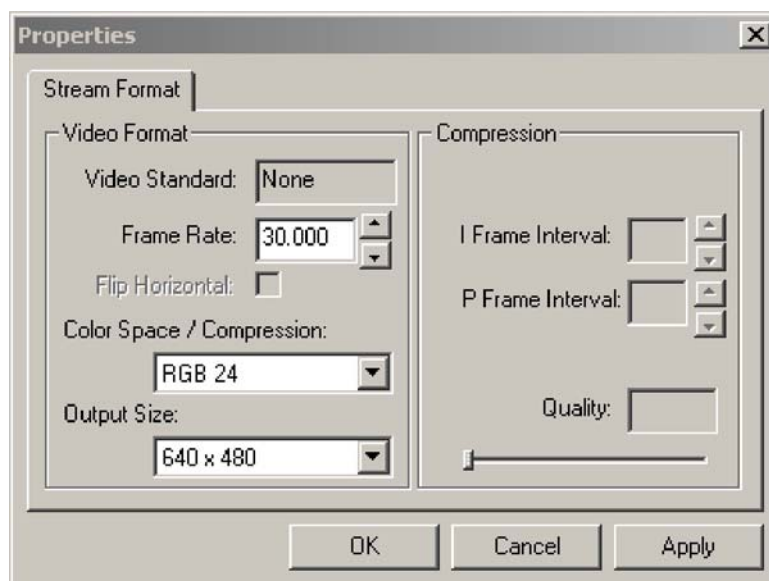 Properties
Stream Format
Video Format
Video Standard: None
Frame Rate: 30.000
Flip Horizontal:
Color Space / Compression:
RGB 24
Output Size:
640 x 480
Compression
I Frame Interval:
P Frame Interval:
Quality:
OK Cancel Apply